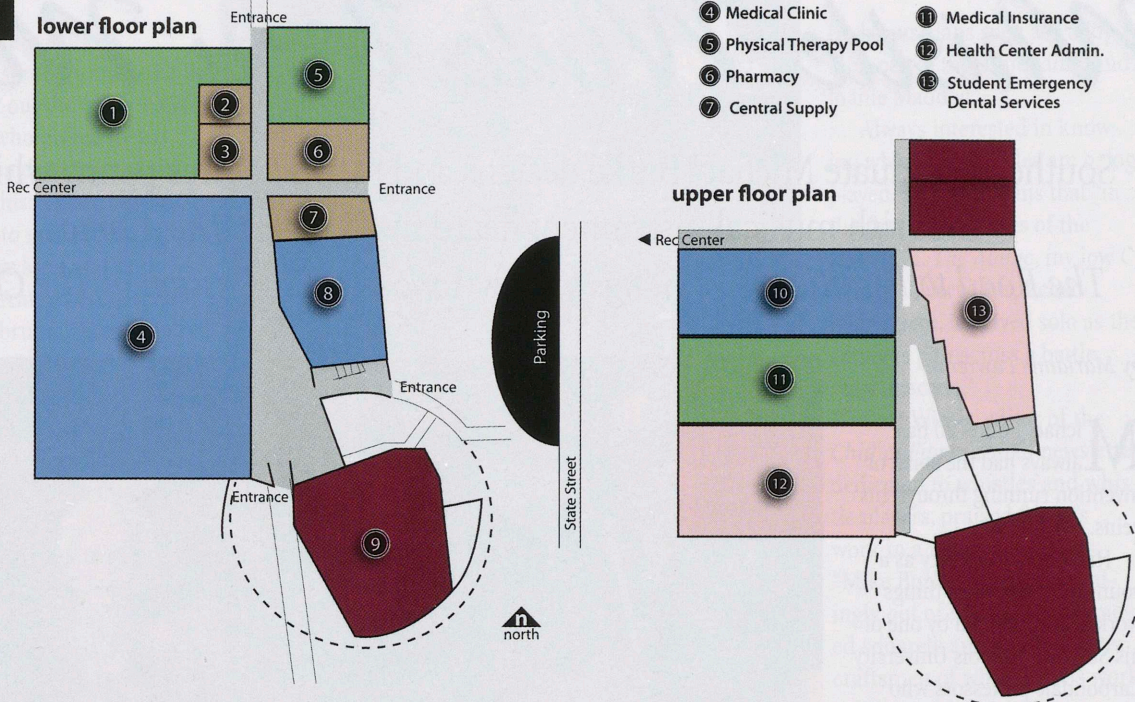 lower floor plan
Entrance
1
2
3
5
6
Rec Center
Entrance
7
4
8
Entrance
Entrance
9
Parking
State Street
n
north
4 Medical Clinic
5 Physical Therapy Pool
6 Pharmacy
7 Central Supply
11 Medical Insurance
12 Health Center Admin.
13 Student Emergency
Dental Services
upper floor plan
Rec Center
10
11
12
13